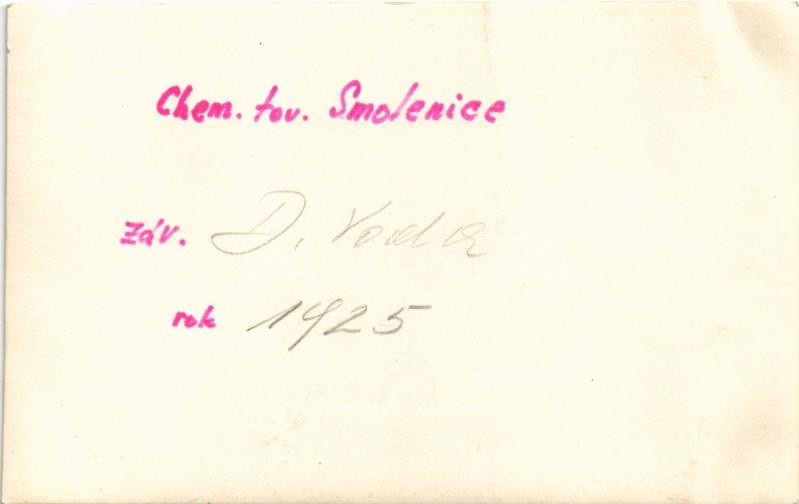 Chem. tov. Smolenice
záv. D. Voda
rok 1925